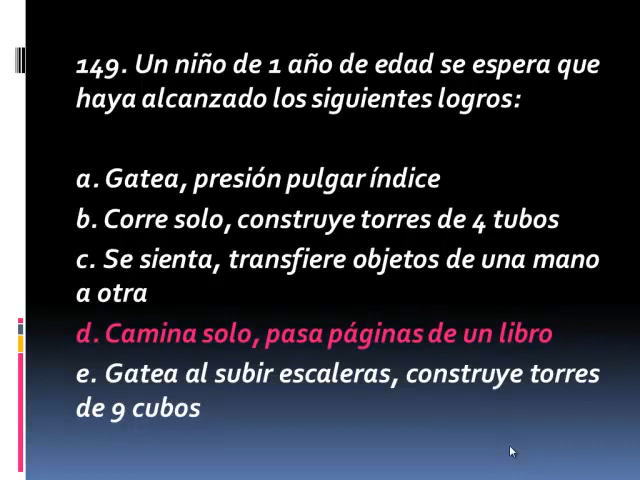 149. Un niño de 1 año de edad se espera que
haya alcanzado los siguientes logros:
a. Gatea, presión pulgar índice
b. Corre solo, construye torres de 4 tubos
c. Se sienta, transfiere objetos de una mano
a otra
d. Camina solo, pasa páginas de un libro
e. Gatea al subir escaleras, construye torres
de 9 cubos